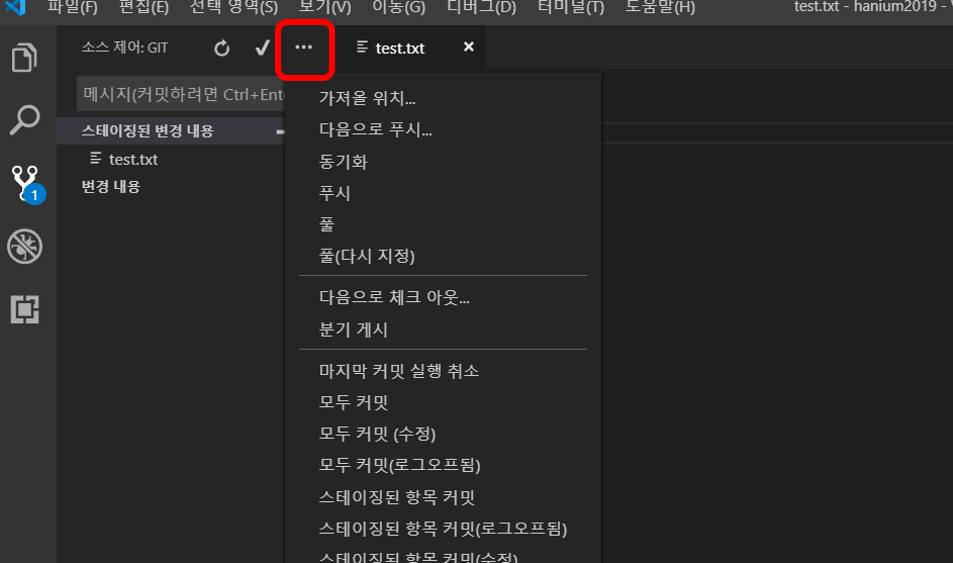 파일(F) 편집(E) 선택 영역(S) 보기(V) 이동(G) 디버그(D) 터미널(T) 도움말(H) test.txt - hanium2019 -
소스 제어: GIT
test.txt
메시지(커밋하려면 Ctrl+Ente
스테이징된 변경 내용
test.txt
변경 내용
1
가져올 위치...
다음으로 푸시...
동기화
푸시
풀
풀(다시 지정)
다음으로 체크 아웃...
분기 게시
마지막 커밋 실행 취소
모두 커밋
모두 커밋 (수정)
모두 커밋(로그오프됨)
스테이징된 항목 커밋
스테이징된 항목 커밋(로그오프됨)
스테이징된 항목 커밋(수정)